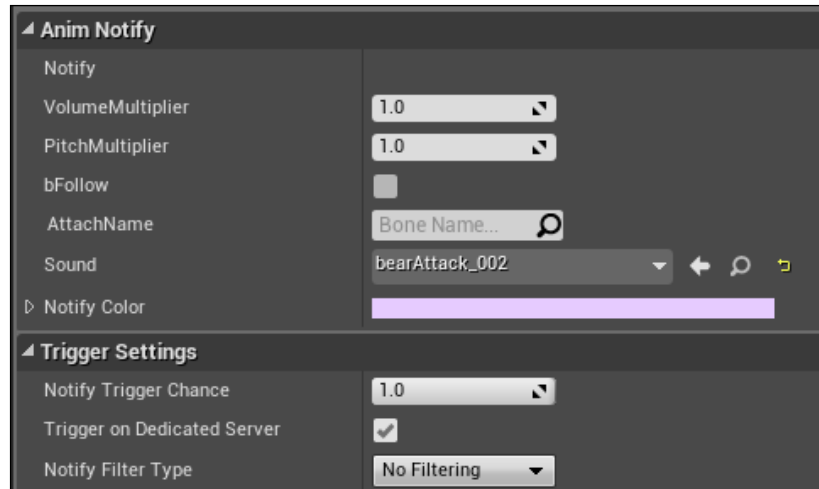 Anim Notify
Notify
VolumeMultiplier 1.0
PitchMultiplier 1.0
bFollow
AttachName Bone Name...
Sound bearAttack_002
Notify Color
Trigger Settings
Notify Trigger Chance 1.0
Trigger on Dedicated Server
Notify Filter Type No Filtering